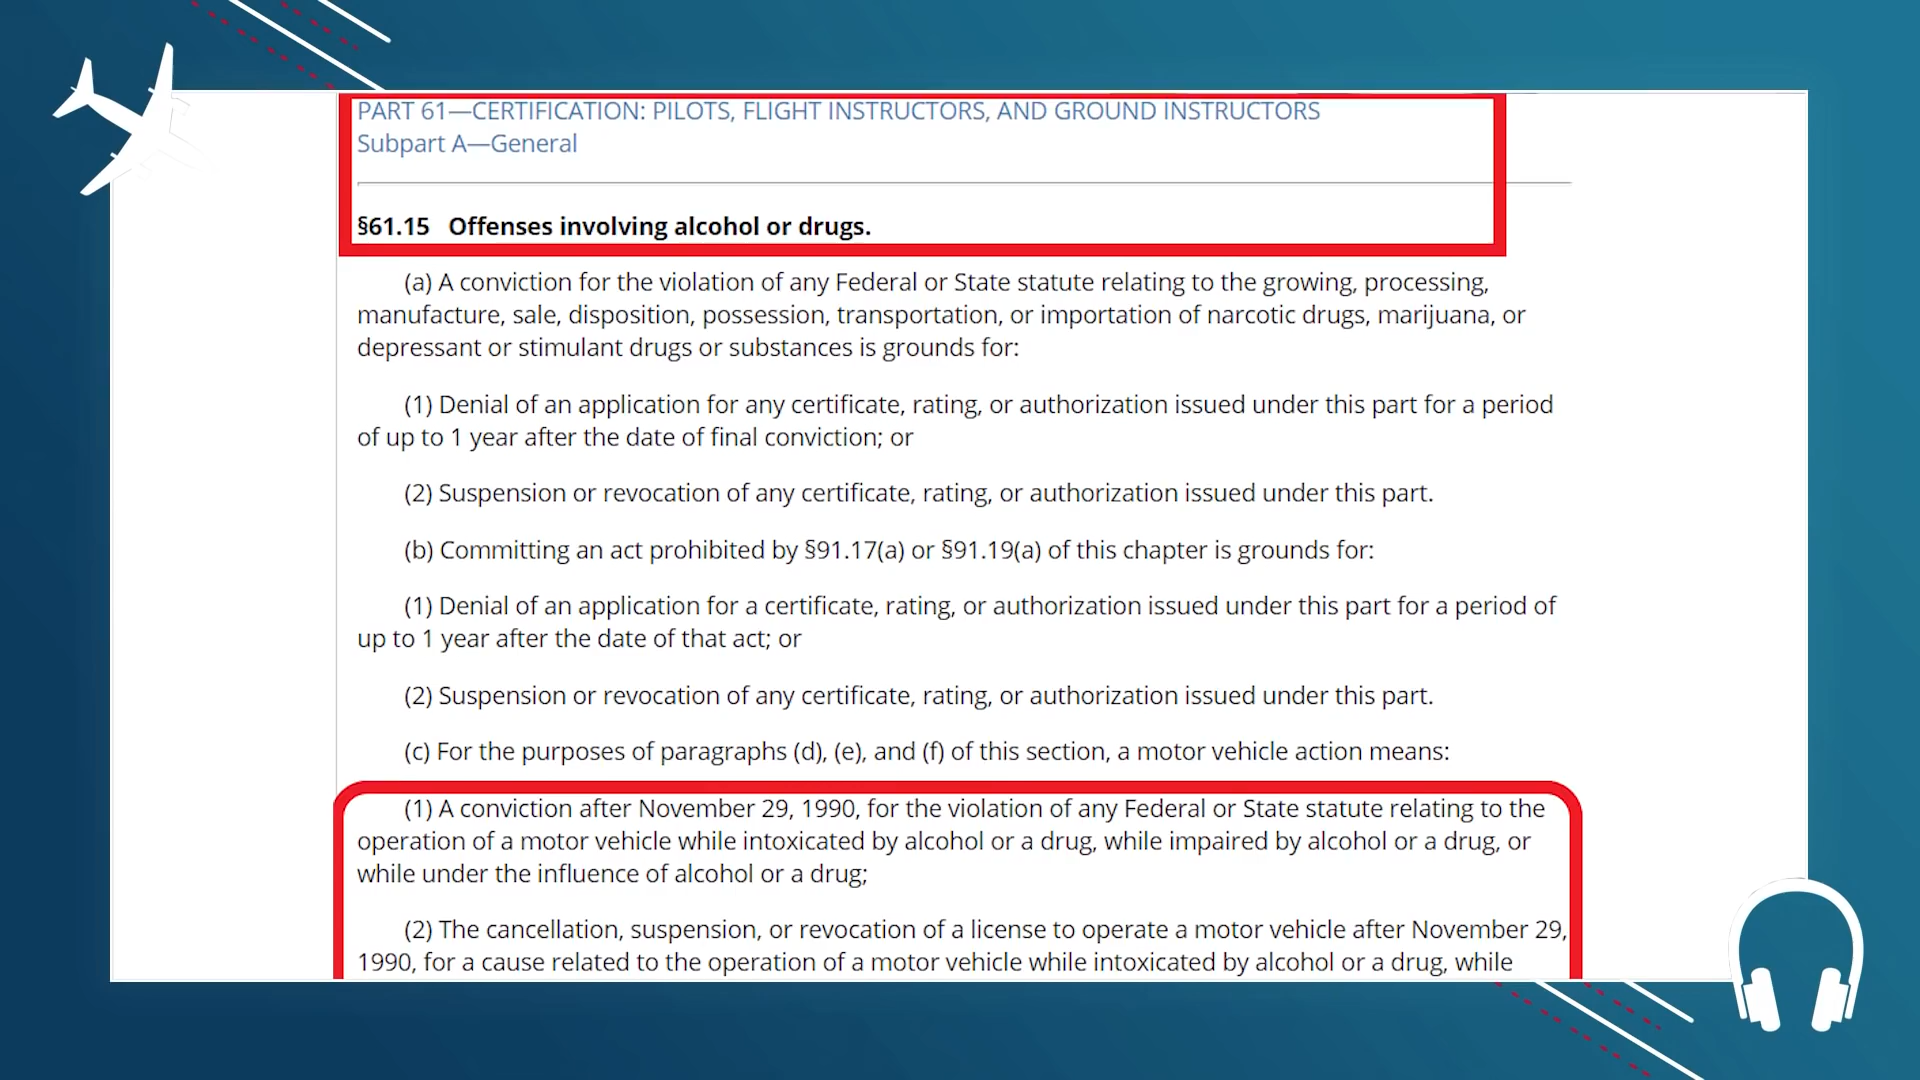 PART 61—CERTIFICATION: PILOTS, FLIGHT INSTRUCTORS, AND GROUND INSTRUCTORS
Subpart A—General
§61.15 Offenses involving alcohol or drugs.
(a) A conviction for the violation of any Federal or State statute relating to the growing, processing,
manufacture, sale, disposition, possession, transportation, or importation of narcotic drugs, marijuana, or
depressant or stimulant drugs or substances is grounds for:
(1) Denial of an application for any certificate, rating, or authorization issued under this part for a period
of up to 1 year after the date of final conviction; or
(2) Suspension or revocation of any certificate, rating, or authorization issued under this part.
(b) Committing an act prohibited by §91.17(a) or §91.19(a) of this chapter is grounds for:
(1) Denial of an application for a certificate, rating, or authorization issued under this part for a period of
up to 1 year after the date of that act; or
(2) Suspension or revocation of any certificate, rating, or authorization issued under this part.
(c) For the purposes of paragraphs (d), (e), and (f) of this section, a motor vehicle action means:
(1) A conviction after November 29, 1990, for the violation of any Federal or State statute relating to the
operation of a motor vehicle while intoxicated by alcohol or a drug, while impaired by alcohol or a drug, or
while under the influence of alcohol or a drug;
(2) The cancellation, suspension, or revocation of a license to operate a motor vehicle after November 29,
1990, for a cause related to the operation of a motor vehicle while intoxicated by alcohol or a drug, while